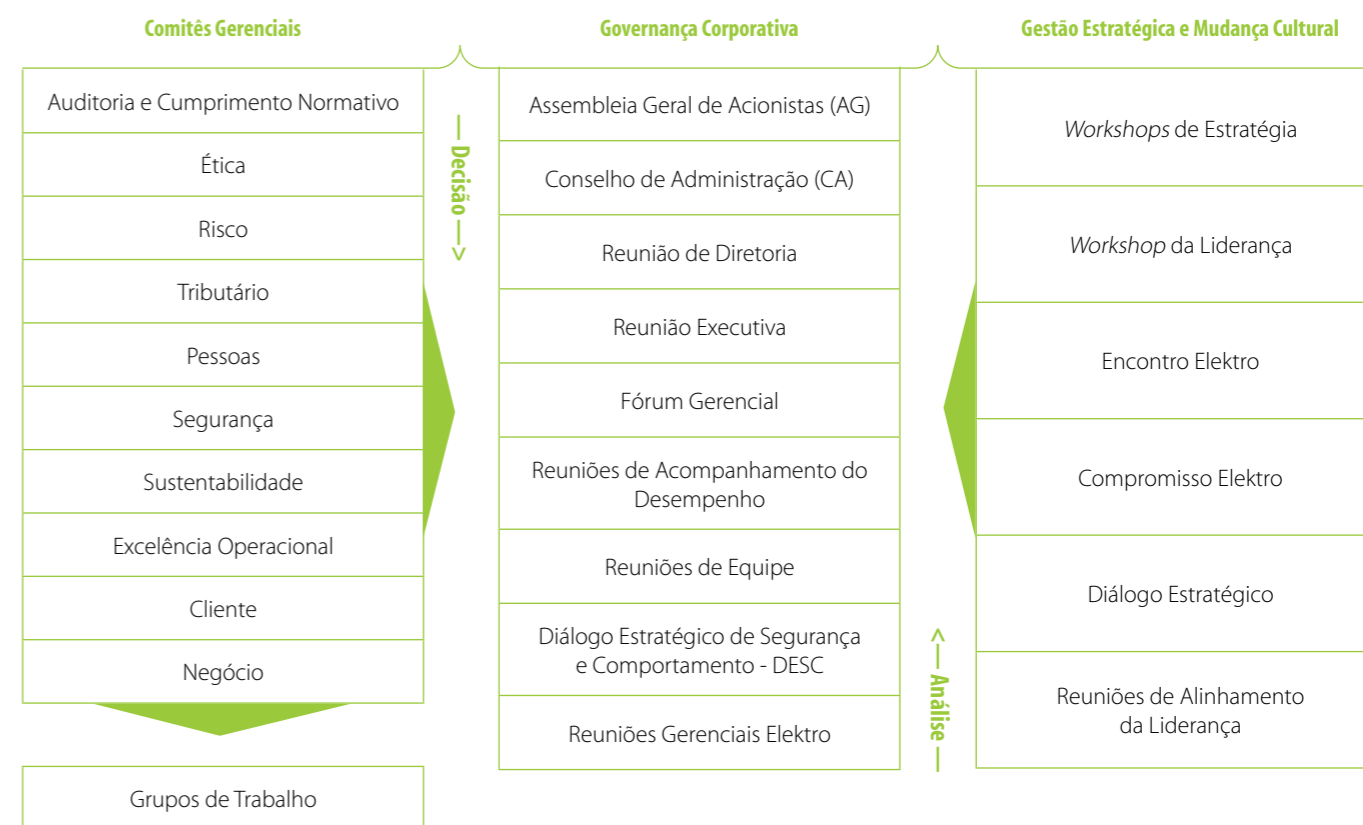 Comitês Gerenciais
Auditoria e Cumprimento Normativo
Ética
Risco
Tributário
Pessoas
Segurança
Sustentabilidade
Excelência Operacional
Cliente
Negócio
Grupos de Trabalho
Decisão
Governança Corporativa
Assembleia Geral de Acionistas (AG)
Conselho de Administração (CA)
Reunião de Diretoria
Reunião Executiva
Fórum Gerencial
Reuniões de Acompanhamento do
Desempenho
Reuniões de Equipe
Diálogo Estratégico de Segurança
e Comportamento - DESC
Reuniões Gerenciais Elektro
Análise
Gestão Estratégica e Mudança Cultural
Workshops de Estratégia
Workshop da Liderança
Encontro Elektro
Compromisso Elektro
Diálogo Estratégico
Reuniões de Alinhamento
da Liderança